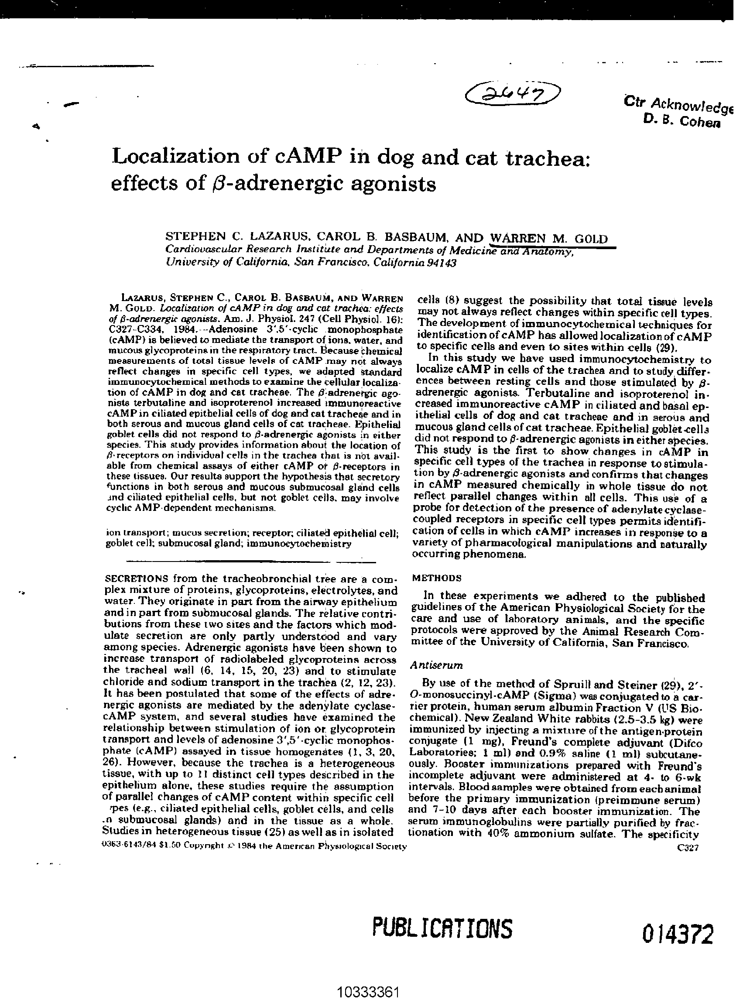 2647
Ctr Acknowledge
D. B. Cohen
Localization of cAMP in dog and cat trachea:
effects of β-adrenergic agonists
STEPHEN C. LAZARUS, CAROL B. BASBAUM, AND WARREN M. GOLD
Cardiovascular Research Institute and Departments of Medicine and Anatomy,
University of California, San Francisco, California 94143
LAZARUS, STEPHEN C., CAROL B. BASBAUM, AND WARREN
M. GOLD. Localization of cAMP in dog and cat trachea: effects
of β-adrenergic agonists. Am. J. Physiol. 247 (Cell Physiol. 16):
C327-C334, 1984.--Adenosine 3',5'-cyclic monophosphate
(cAMP) is believed to mediate the transport of ions, water, and
mucous glycoproteins in the respiratory tract. Because chemical
measurements of total tissue levels of cAMP may not always
reflect changes in specific cell types, we adapted standard
immunocytochemical methods to examine the cellular localiza-
tion of cAMP in dog and cat tracheae. The β-adrenergic ago-
nists terbutaline and isoproterenol increased immunoreactive
cAMP in ciliated epithelial cells of dog and cat tracheae and in
both serous and mucous gland cells of cat tracheae. Epithelial
goblet cells did not respond to β-adrenergic agonists in either
species. This study provides information about the location of
β-receptors on individual cells in the trachea that is not avail-
able from chemical assays of either cAMP or β-receptors in
these tissues. Our results support the hypothesis that secretory
functions in both serous and mucous submucosal gland cells
and ciliated epithelial cells, but not goblet cells, may involve
cyclic AMP-dependent mechanisms.
ion transport; mucus secretion; receptor; ciliated epithelial cell;
goblet cell; submucosal gland; immunocytochemistry
SECRETIONS from the tracheobronchial tree are a com-
plex mixture of proteins, glycoproteins, electrolytes, and
water. They originate in part from the airway epithelium
and in part from submucosal glands. The relative contri-
butions from these two sites and the factors which mod-
ulate secretion are only partly understood and vary
among species. Adrenergic agonists have been shown to
increase transport of radiolabeled glycoproteins across
the tracheal wall (6, 14, 15, 20, 23) and to stimulate
chloride and sodium transport in the trachea (2, 12, 23).
It has been postulated that some of the effects of adre-
nergic agonists are mediated by the adenylate cyclase-
cAMP system, and several studies have examined the
relationship between stimulation of ion or glycoprotein
transport and levels of adenosine 3',5'-cyclic monophos-
phate (cAMP) assayed in tissue homogenates (1, 3, 20,
26). However, because the trachea is a heterogeneous
tissue, with up to 11 distinct cell types described in the
epithelium alone, these studies require the assumption
of parallel changes of cAMP content within specific cell
ypes (e.g., ciliated epithelial cells, goblet cells, and cells
.n submucosal glands) and in the tissue as a whole.
Studies in heterogeneous tissue (25) as well as in isolated
0363-6143/84 $1.50 Copyright © 1984 the American Physiological Society
cells (8) suggest the possibility that total tissue levels
may not always reflect changes within specific cell types.
The development of immunocytochemical techniques for
identification of cAMP has allowed localization of cAMP
to specific cells and even to sites within cells (29).
In this study we have used immunocytochemistry to
localize cAMP in cells of the trachea and to study differ-
ences between resting cells and those stimulated by β-
adrenergic agonists. Terbutaline and isoproterenol in-
creased immunoreactive cAMP in ciliated and basal ep-
ithelial cells of dog and cat tracheae and in serous and
mucous gland cells of cat tracheae. Epithelial goblet cells
did not respond to β-adrenergic agonists in either species.
This study is the first to show changes in cAMP in
specific cell types of the trachea in response to stimula-
tion by β-adrenergic agonists and confirms that changes
in cAMP measured chemically in whole tissue do not
reflect parallel changes within all cells. This use of a
probe for detection of the presence of adenylate cyclase-
coupled receptors in specific cell types permits identifi-
cation of cells in which cAMP increases in response to a
variety of pharmacological manipulations and naturally
occurring phenomena.
METHODS
In these experiments we adhered to the published
guidelines of the American Physiological Society for the
care and use of laboratory animals, and the specific
protocols were approved by the Animal Research Com-
mittee of the University of California, San Francisco.
Antiserum
By use of the method of Spruill and Steiner (29), 2'-
O-monosuccinyl-cAMP (Sigma) was conjugated to a car-
rier protein, human serum albumin Fraction V (US Bio-
chemical). New Zealand White rabbits (2.5-3.5 kg) were
immunized by injecting a mixture of the antigen-protein
conjugate (1 mg), Freund's complete adjuvant (Difco
Laboratories; 1 ml) and 0.9% saline (1 ml) subcutane-
ously. Booster immunizations prepared with Freund's
incomplete adjuvant were administered at 4- to 6-wk
intervals. Blood samples were obtained from each animal
before the primary immunization (preimmune serum)
and 7-10 days after each booster immunization. The
serum immunoglobulins were partially purified by frac-
tionation with 40% ammonium sulfate. The specificity
C327
PUBLICATIONS
014372
10333361